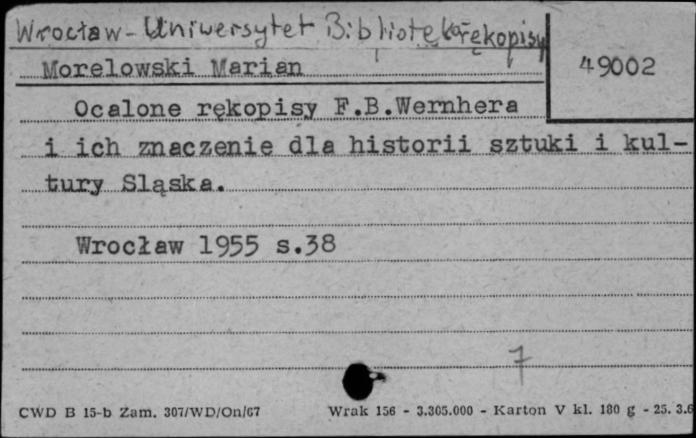 Wrocław - Uniwersytet Biblioteka rękopisy
49002
Morelowski Marian
Ocalone rękopisy F.B.Wernhera
i ich znaczenie dla historii sztuki i kul-
tury Sląska.
Wrocław 1955 s.38
7
CWD B 15-b Zam. 307/WD/On/67 Wrak 156 - 3.305.000 - Karton V kl. 180 g - 25. 3.6